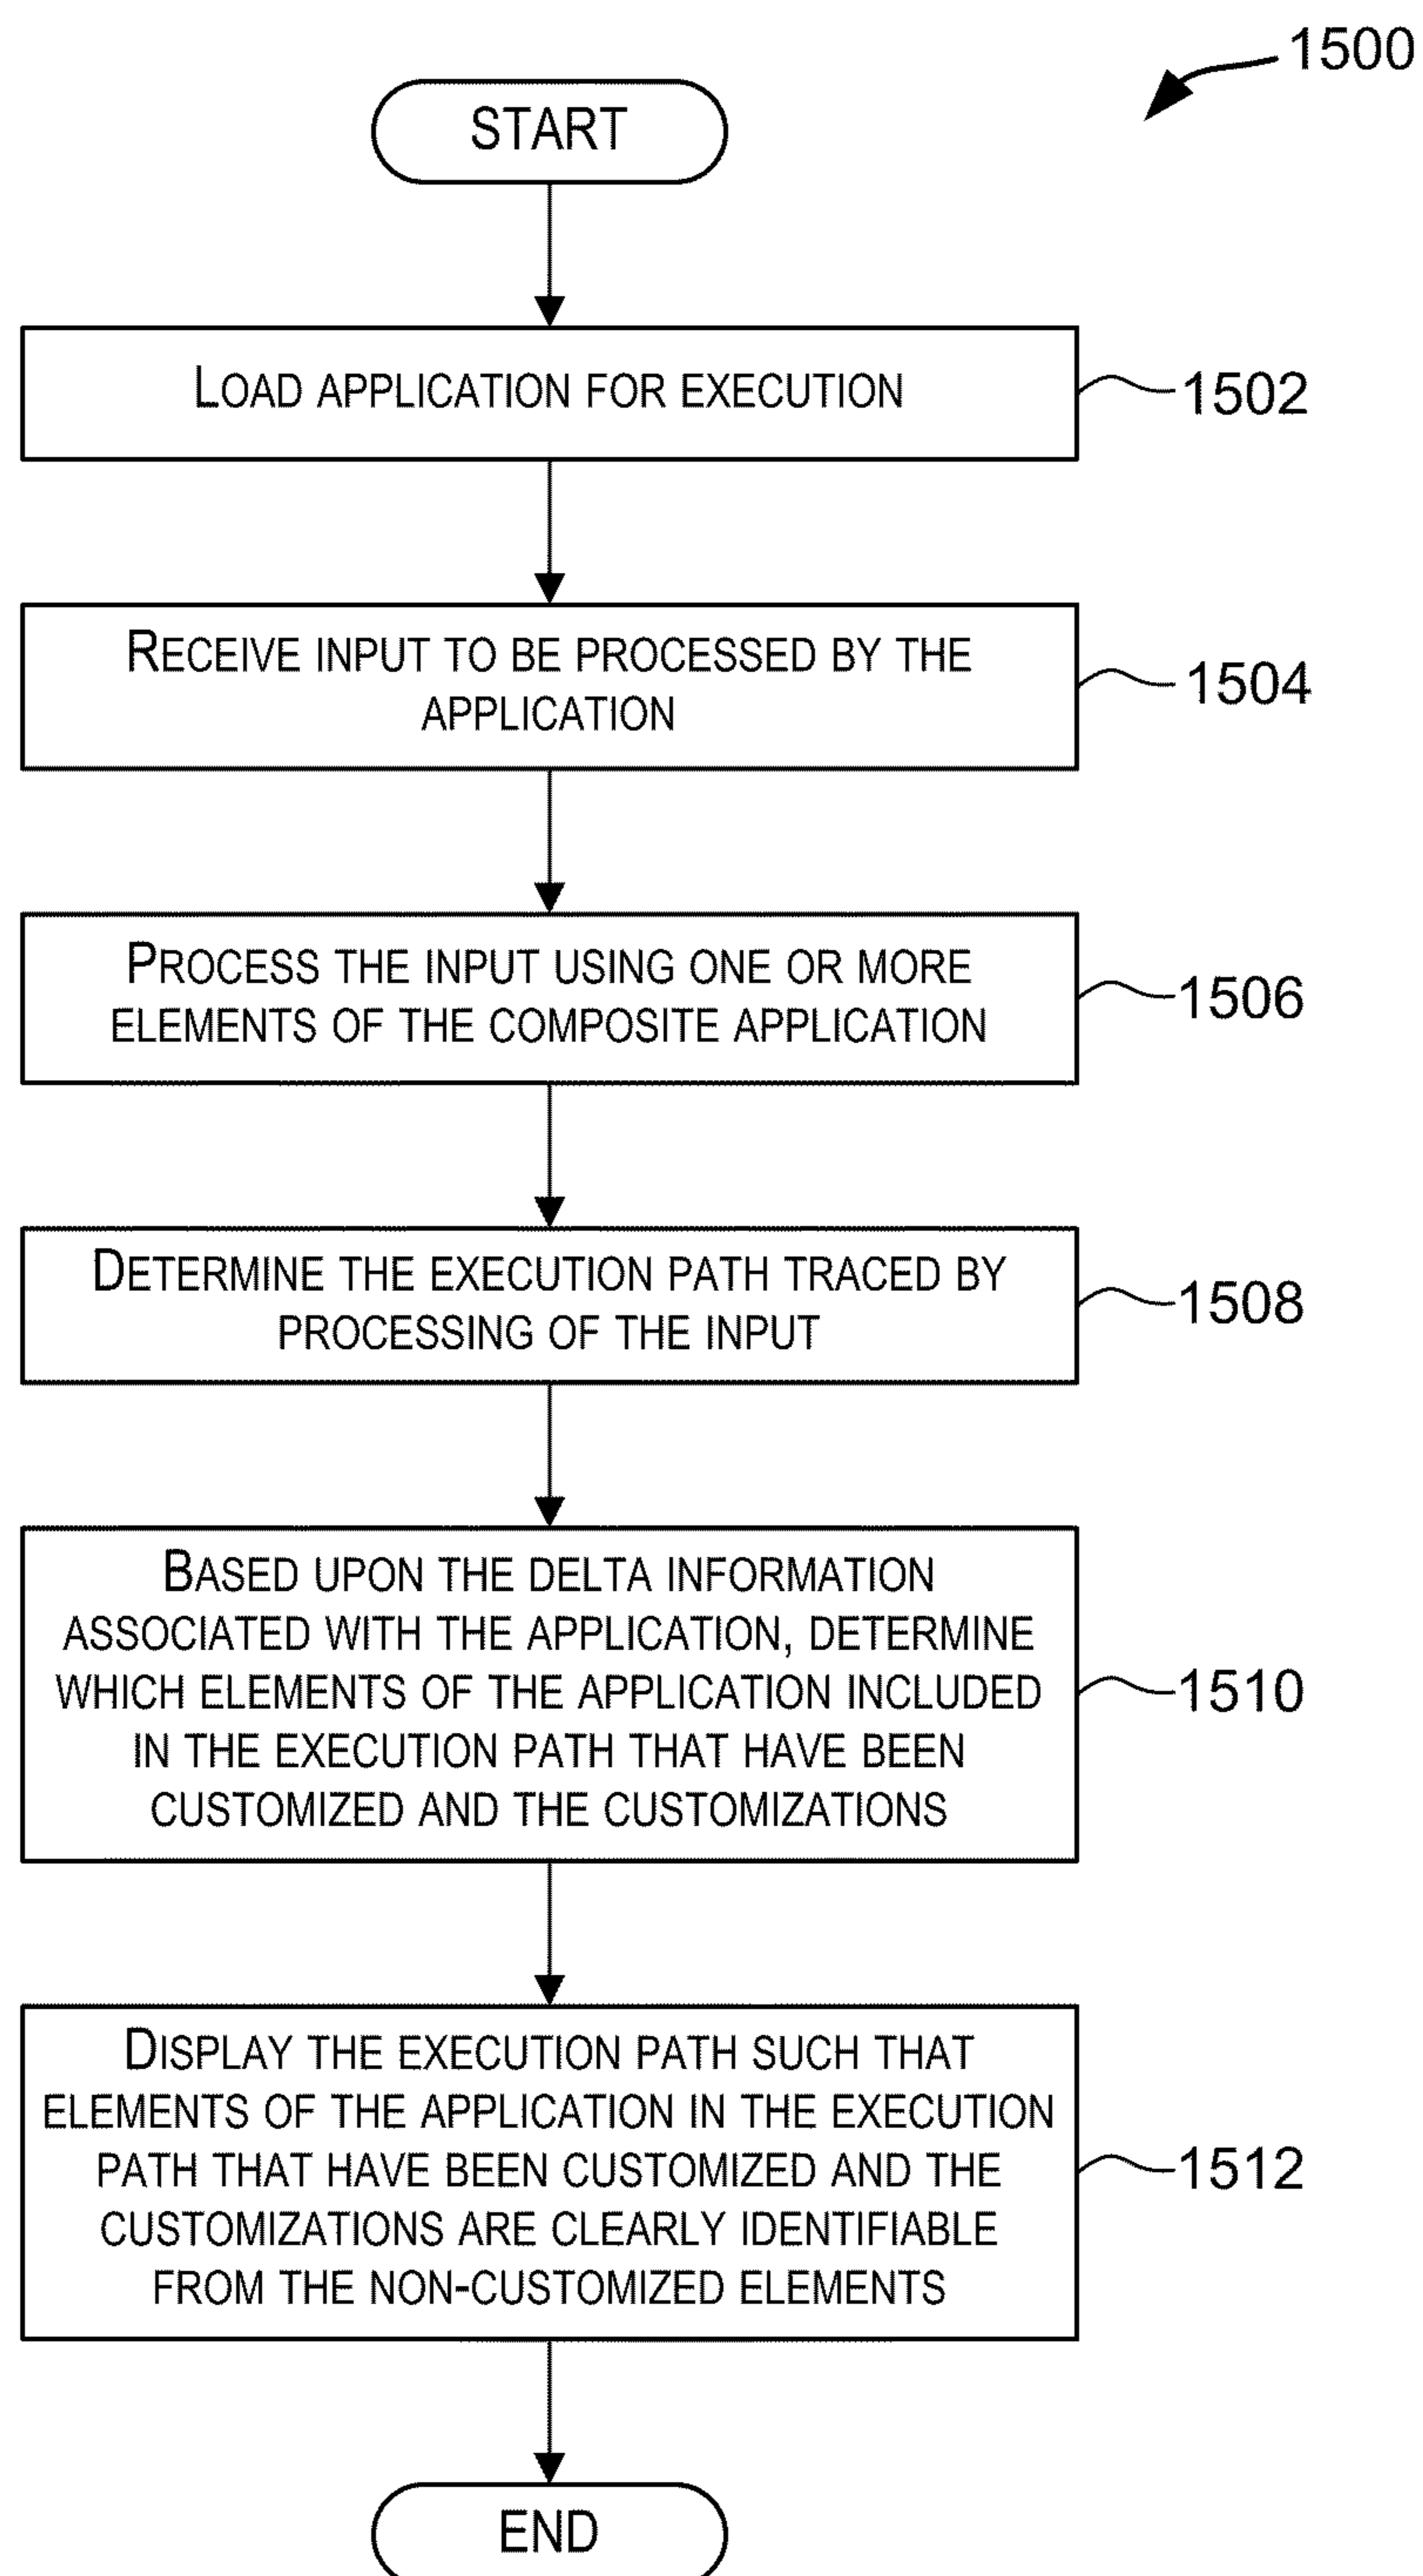 1500
START
LOAD APPLICATION FOR EXECUTION
1502
RECEIVE INPUT TO BE PROCESSED BY THE
APPLICATION
1504
PROCESS THE INPUT USING ONE OR MORE
ELEMENTS OF THE COMPOSITE APPLICATION
1506
DETERMINE THE EXECUTION PATH TRACED BY
PROCESSING OF THE INPUT
1508
BASED UPON THE DELTA INFORMATION
ASSOCIATED WITH THE APPLICATION, DETERMINE
WHICH ELEMENTS OF THE APPLICATION INCLUDED
IN THE EXECUTION PATH THAT HAVE BEEN
CUSTOMIZED AND THE CUSTOMIZATIONS
1510
DISPLAY THE EXECUTION PATH SUCH THAT
ELEMENTS OF THE APPLICATION IN THE EXECUTION
PATH THAT HAVE BEEN CUSTOMIZED AND THE
CUSTOMIZATIONS ARE CLEARLY IDENTIFIABLE
FROM THE NON-CUSTOMIZED ELEMENTS
1512
END